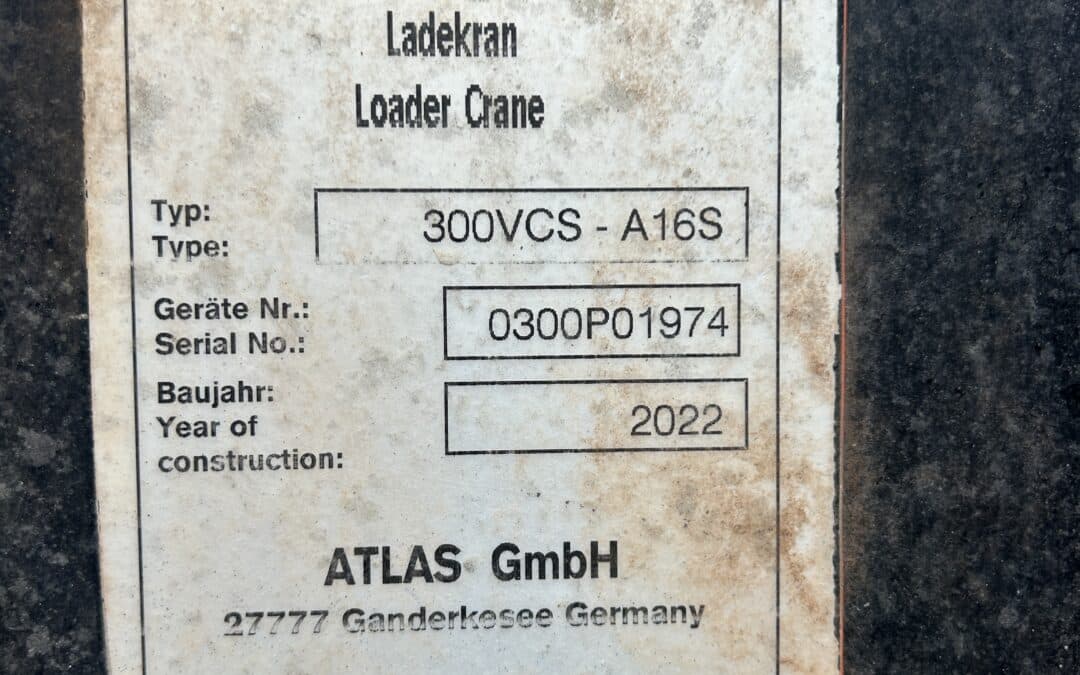 Ladekran
Loader Crane
Typ:
Type:
300VCS - A16S
Geräte Nr.:
Serial No.:
0300P01974
Baujahr:
Year of
construction:
2022
ATLAS GmbH
27777 Ganderkesee Germany